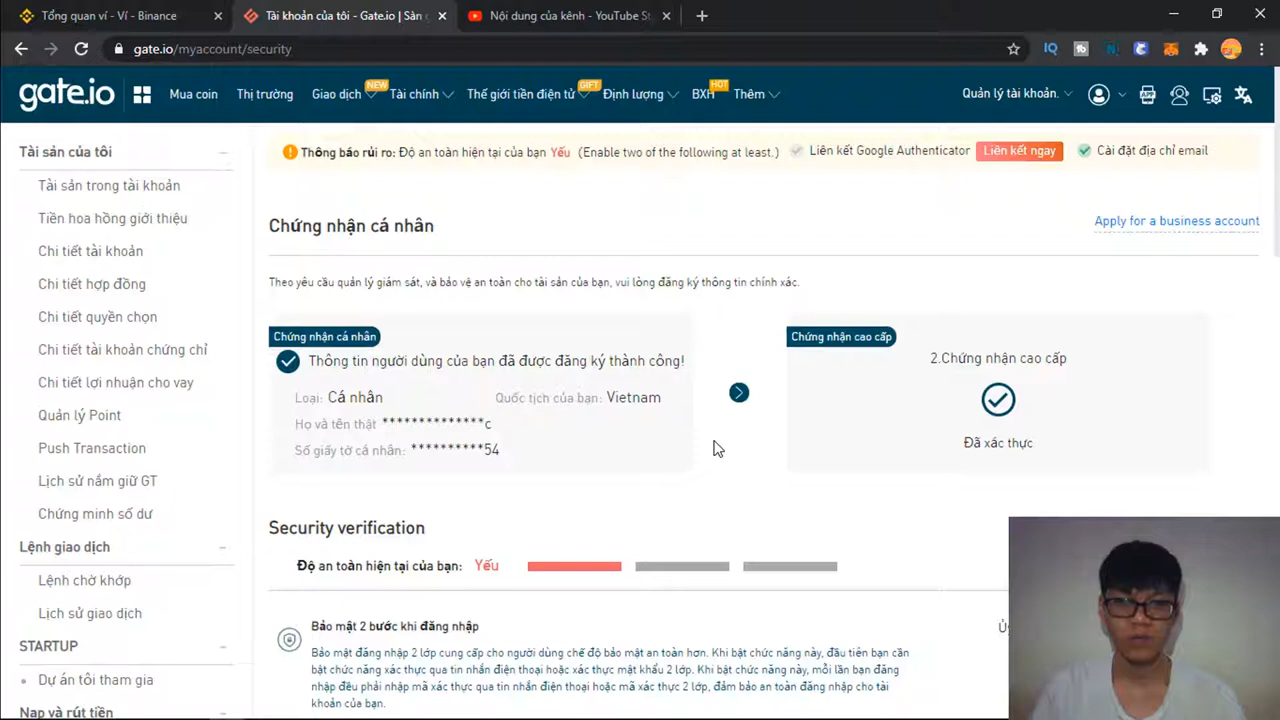 Tổng quan ví - Ví - Binance
Tài khoản của tôi - Gate.io | Sàn g
Nội dung của kênh - YouTube St
gate.io/myaccount/security
IQ
gate.io
Mua coin
Thị trường
Giao dịch
NEW
Tài chính
Thế giới tiền điện tử
GIFT
Định lượng
BXH
HOT
Thêm
Quản lý tài khoản.
Tài sản của tôi
Tài sản trong tài khoản
Tiền hoa hồng giới thiệu
Chi tiết tài khoản
Chi tiết hợp đồng
Chi tiết quyền chọn
Chi tiết tài khoản chứng chỉ
Chi tiết lợi nhuận cho vay
Quản lý Point
Push Transaction
Lịch sử nắm giữ GT
Chứng minh số dư
Lệnh giao dịch
Lệnh chờ khớp
Lịch sử giao dịch
STARTUP
Dự án tôi tham gia
Nạp và rút tiền
Thông báo rủi ro: Độ an toàn hiện tại của bạn Yếu (Enable two of the following at least.) Liên kết Google Authenticator Liên kết ngay Cài đặt địa chỉ email
Chứng nhận cá nhân
Apply for a business account
Theo yêu cầu quản lý giám sát, và bảo vệ an toàn cho tài sản của bạn, vui lòng đăng ký thông tin chính xác.
Chứng nhận cá nhân
Thông tin người dùng của bạn đã được đăng ký thành công!
Loại: Cá nhân Quốc tịch của bạn: Vietnam
Họ và tên thật **************c
Số giấy tờ cá nhân: **********54
Chứng nhận cao cấp
2.Chứng nhận cao cấp
Đã xác thực
Security verification
Độ an toàn hiện tại của bạn: Yếu
Bảo mật 2 bước khi đăng nhập
Bảo mật đăng nhập 2 lớp cung cấp cho người dùng chế độ bảo mật an toàn hơn. Khi bật chức năng này, đầu tiên bạn cần
bật chức năng xác thực qua tin nhắn điện thoại hoặc xác thực mật khẩu 2 lớp. Khi bật chức năng này, mỗi lần bạn đăng
nhập đều phải nhập mã xác thực qua tin nhắn điện thoại hoặc mã xác thực 2 lớp, đảm bảo an toàn đăng nhập cho tài
khoản của bạn.